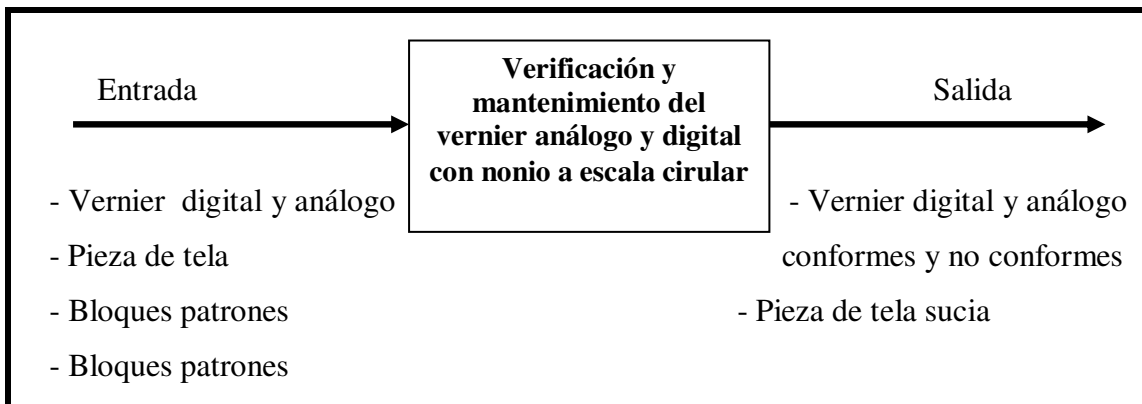 Entrada
Verificación y
mantenimiento del
vernier análogo y digital
con nonio a escala cirular
Salida
- Vernier digital y análogo
- Pieza de tela
- Bloques patrones
- Bloques patrones
- Vernier digital y análogo
conformes y no conformes
- Pieza de tela sucia